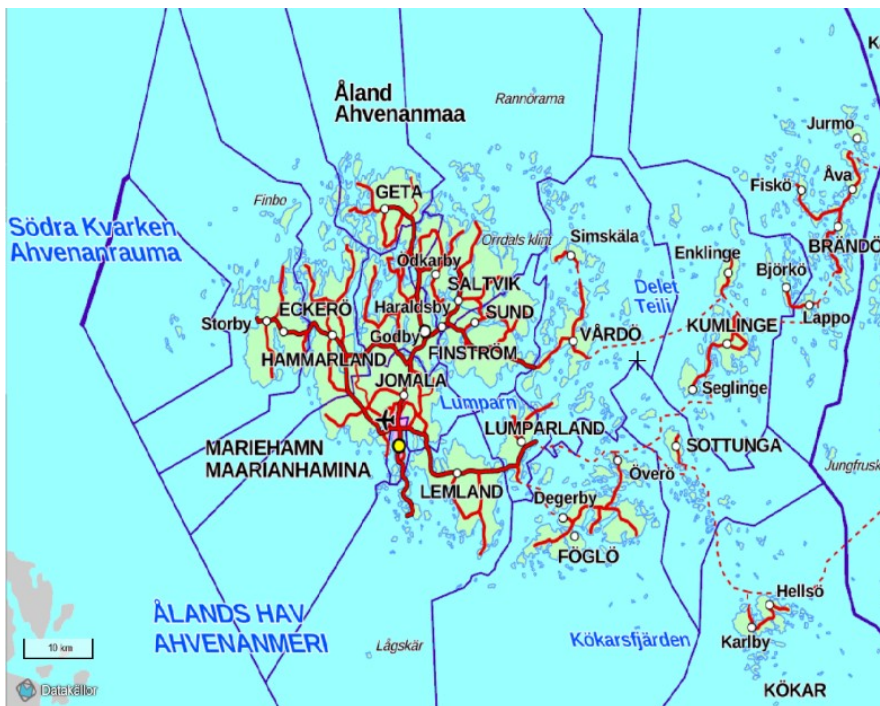 Åland
Ahvenanmaa
Rannörarna
Jurmo
Fiskö
Åva
GETA
Finbo
Södra Kvarken
Ahvenanrauma
Orrdals klint
Simskäla
BRÄNDÖ
Odkarby
Enklinge
Björkö
SALTVIK
Delet
Teili
ECKERÖ
Haraldsby
SUND
Lappo
Storby
Godby
VÅRDÖ
KUMLINGE
HAMMARLAND
FINSTRÖM
JOMALA
Seglinge
Lumparn
LUMPARLAND
MARIEHAMN
MAARIANHAMINA
SOTTUNGA
Överö
Jungfrusk
LEMLAND
Degerby
FÖGLÖ
Hellsö
ÅLANDS HAV
AHVENANMERI
Lågskär
Kökarsfjärden
Karlby
10 km
Datakällor
KÖKAR